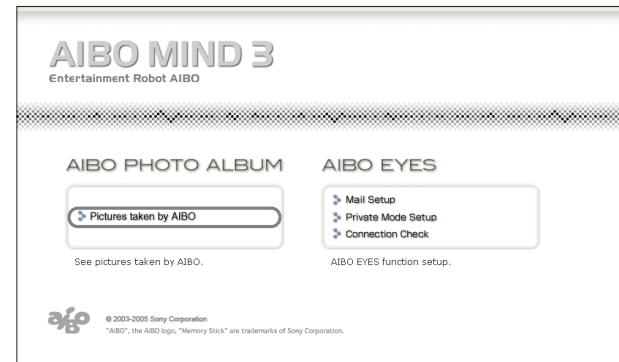 AIBO MIND 3
Entertainment Robot AIBO
AIBO PHOTO ALBUM
Pictures taken by AIBO
See pictures taken by AIBO.
AIBO EYES
Mail Setup
Private Mode Setup
Connection Check
AIBO EYES function setup.
aibo
© 2003-2005 Sony Corporation
"AIBO", the AIBO logo, "Memory Stick" are trademarks of Sony Corporation.